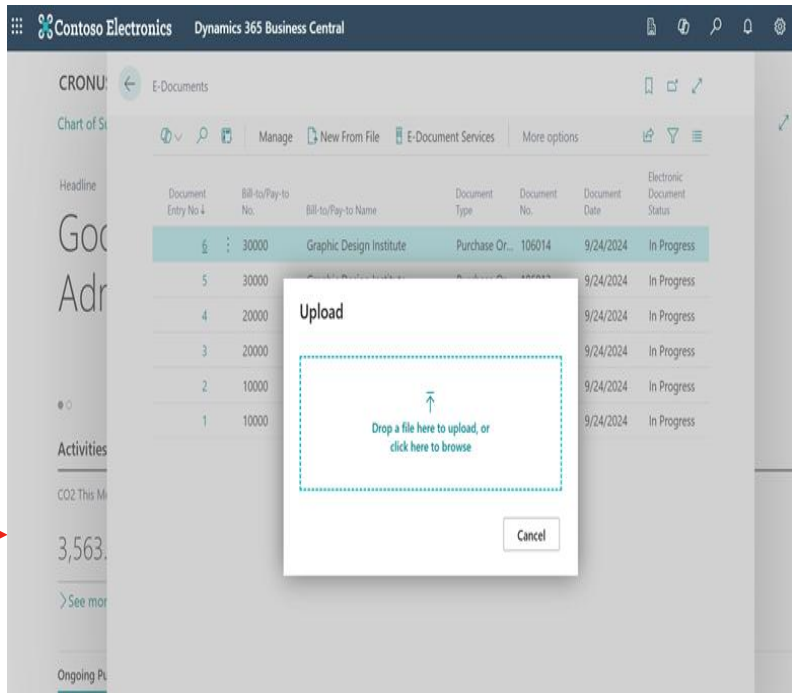 Contoso Electronics Dynamics 365 Business Central
CRONU
E-Documents
Chart of
Manage New From File E-Document Services More options
Headline
Document Entry No Bill-to/Pay-to No. Bill-to/Pay-to Name Document Type Document No. Document Date Electronic Document Status
Goo
Adr
6 30000 Graphic Design Institute Purchase Or... 106014 9/24/2024 In Progress
5 30000 9/24/2024 In Progress
4 20000 9/24/2024 In Progress
3 20000 9/24/2024 In Progress
2 10000 9/24/2024 In Progress
1 10000 9/24/2024 In Progress
Upload
Drop a file here to upload, or
click here to browse
Cancel
Activities
CO2 This M
3,563.
See mor
Ongoing Pu